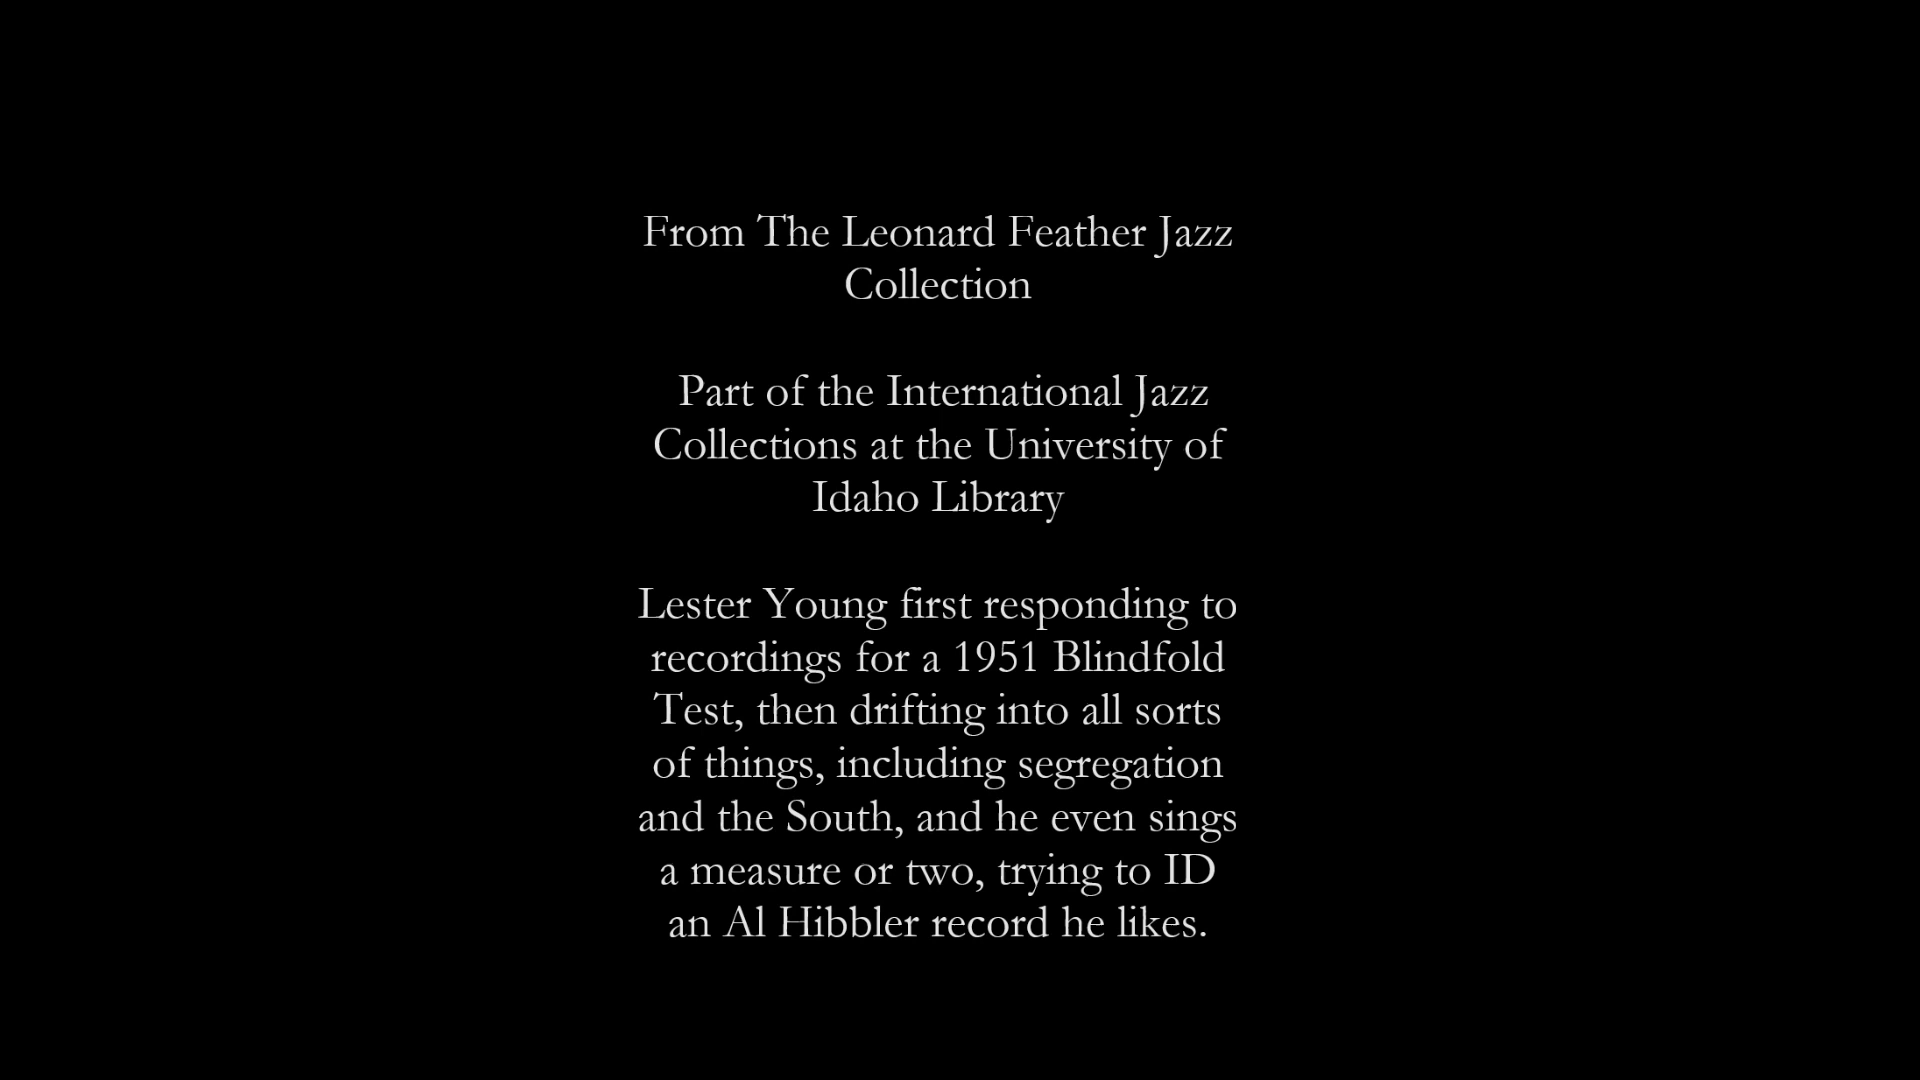 From The Leonard Feather Jazz
Collection
Part of the International Jazz
Collections at the University of
Idaho Library
Lester Young first responding to
recordings for a 1951 Blindfold
Test, then drifting into all sorts
of things, including segregation
and the South, and he even sings
a measure or two, trying to ID
an Al Hibbler record he likes.